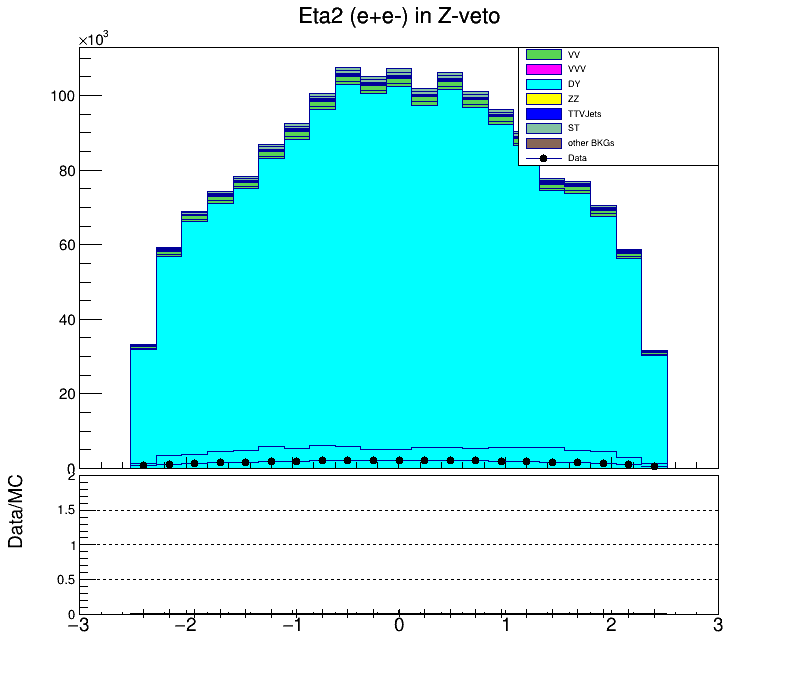 Eta2 (e+e-) in Z-veto
×10³
100
80
60
40
20
0
VV
VVV
DY
ZZ
TTVJets
ST
other BKGs
Data
Data/MC
2
1.5
1
0.5
0
−3 −2 −1 0 1 2 3